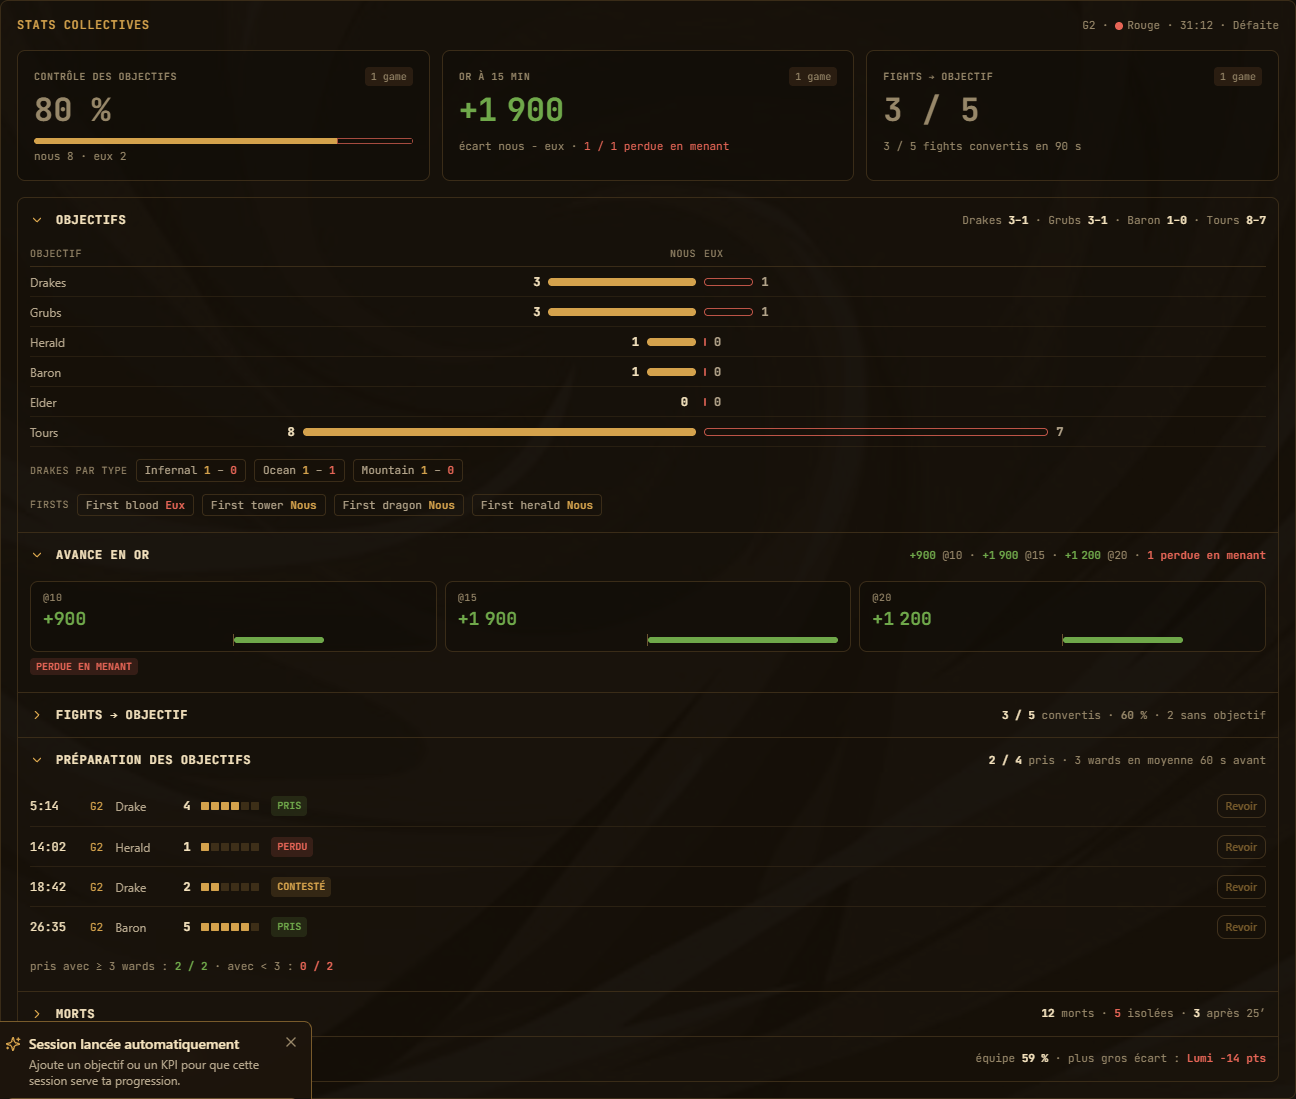 STATS COLLECTIVES
G2 · Rouge · 31:12 · Défaite
CONTRÔLE DES OBJECTIFS 1 game
80 %
nous 8 · eux 2
OR À 15 MIN 1 game
+1 900
écart nous - eux · 1 / 1 perdue en menant
FIGHTS → OBJECTIF 1 game
3 / 5
3 / 5 fights convertis en 90 s
OBJECTIFS Drakes 3–1 · Grubs 3–1 · Baron 1–0 · Tours 8–7
OBJECTIF NOUS EUX
Drakes 3 1
Grubs 3 1
Herald 1 0
Baron 1 0
Elder 0 0
Tours 8 7
DRAKES PAR TYPE Infernal 1 – 0 Ocean 1 – 1 Mountain 1 – 0
FIRSTS First blood Eux First tower Nous First dragon Nous First herald Nous
AVANCE EN OR +900 @10 · +1 900 @15 · +1 200 @20 · 1 perdue en menant
@10
+900
@15
+1 900
@20
+1 200
PERDUE EN MENANT
FIGHTS → OBJECTIF 3 / 5 convertis · 60 % · 2 sans objectif
PRÉPARATION DES OBJECTIFS 2 / 4 pris · 3 wards en moyenne 60 s avant
5:14 G2 Drake 4 PRIS Revoir
14:02 G2 Herald 1 PERDU Revoir
18:42 G2 Drake 2 CONTESTÉ Revoir
26:35 G2 Baron 5 PRIS Revoir
pris avec ≥ 3 wards : 2 / 2 · avec < 3 : 0 / 2
MORTS 12 morts · 5 isolées · 3 après 25′
équipe 59 % · plus gros écart : Lumi -14 pts
Session lancée automatiquement
Ajoute un objectif ou un KPI pour que cette
session serve ta progression.